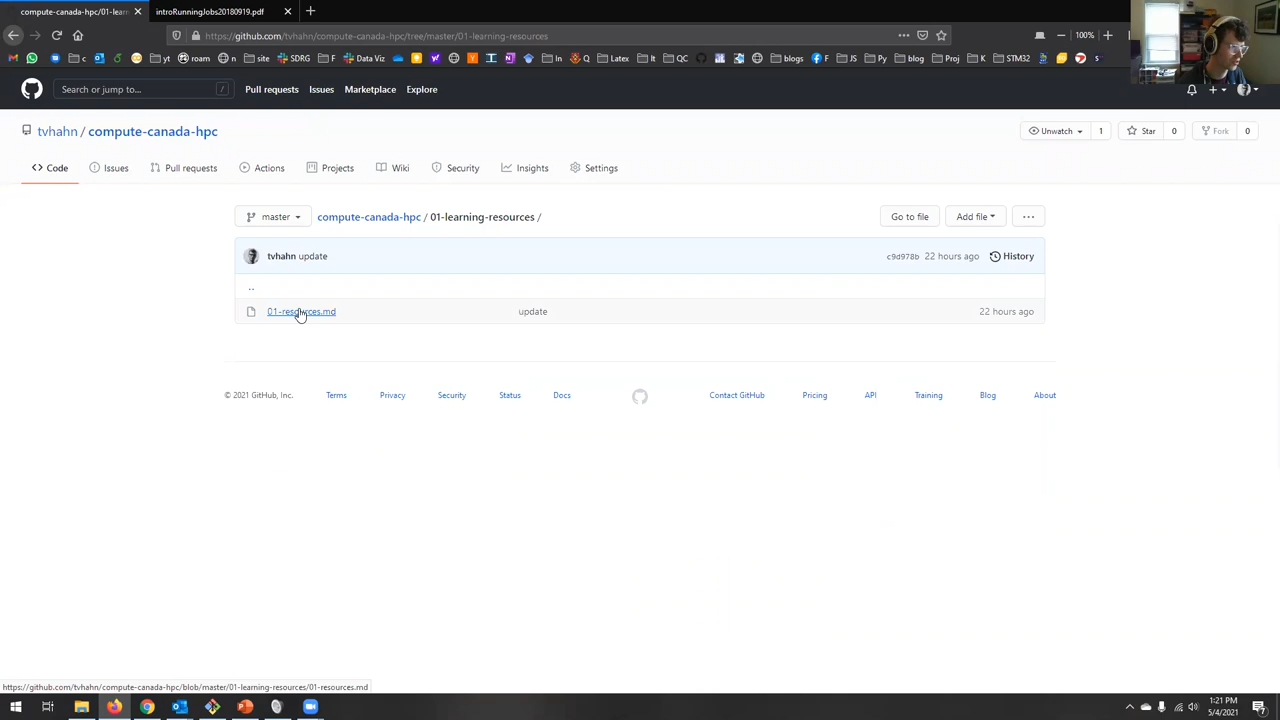 compute-canada-hpc/01-learn
introRunningJobs20180919.pdf
https://github.com/tvhahn/compute-canada-hpc/tree/master/01-learning-resources
100%
c
yt
roam
n
site
SDRG
F
Data Viz
In
Q
Latex
It
QC
blogs
F
JS
Py
blog
Proj
K
STM32
Search or jump to...
/
Pull requests
Issues
Marketplace
Explore
tvhahn / compute-canada-hpc
Unwatch
1
Star
0
Fork
0
Code
Issues
Pull requests
Actions
Projects
Wiki
Security
Insights
Settings
master
compute-canada-hpc / 01-learning-resources /
Go to file
Add file
...
tvhahn update
c9d978b
22 hours ago
History
..
01-resources.md
update
22 hours ago
© 2021 GitHub, Inc.
Terms
Privacy
Security
Status
Docs
Contact GitHub
Pricing
API
Training
Blog
About
https://github.com/tvhahn/compute-canada-hpc/blob/master/01-learning-resources/01-resources.md
1:21 PM
5/4/2021